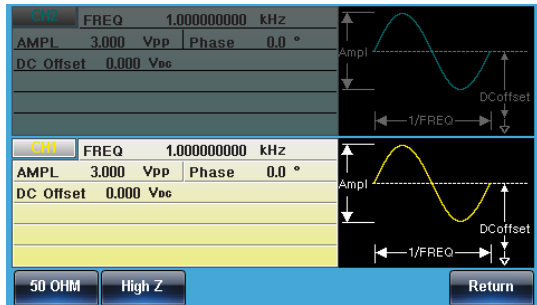 CH2 FREQ 1.000000000 kHz
AMPL 3.000 Vpp Phase 0.0 °
DC Offset 0.000 VDC
Ampl
DCoffset
1/FREQ
CH1 FREQ 1.000000000 kHz
AMPL 3.000 Vpp Phase 0.0 °
DC Offset 0.000 VDC
Ampl
DCoffset
1/FREQ
50 OHM High Z Return